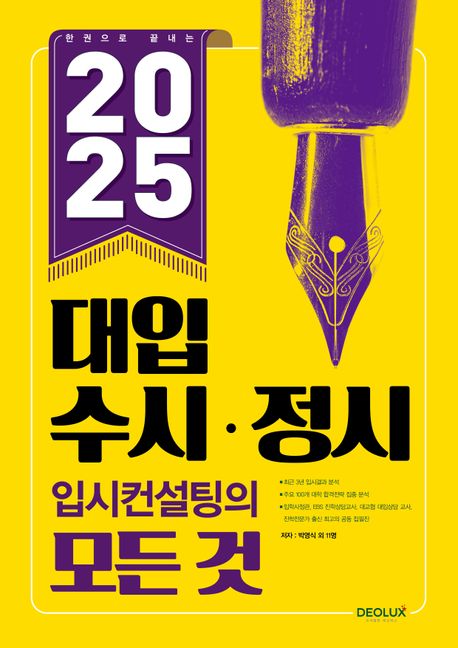 한권으로 끝내는
20
25
대입
수시·정시
입시컨설팅의
모든 것
▪ 최근 3년 입시결과 분석
▪ 주요 100개 대학 합격전략 집중 분석
▪ 입학사정관, EBS 진학상담교사, 대교협 대입상담 교사,
진학전문가 출신 최고의 공동 집필진
저자 : 박영식 외 11명
DEOLUX